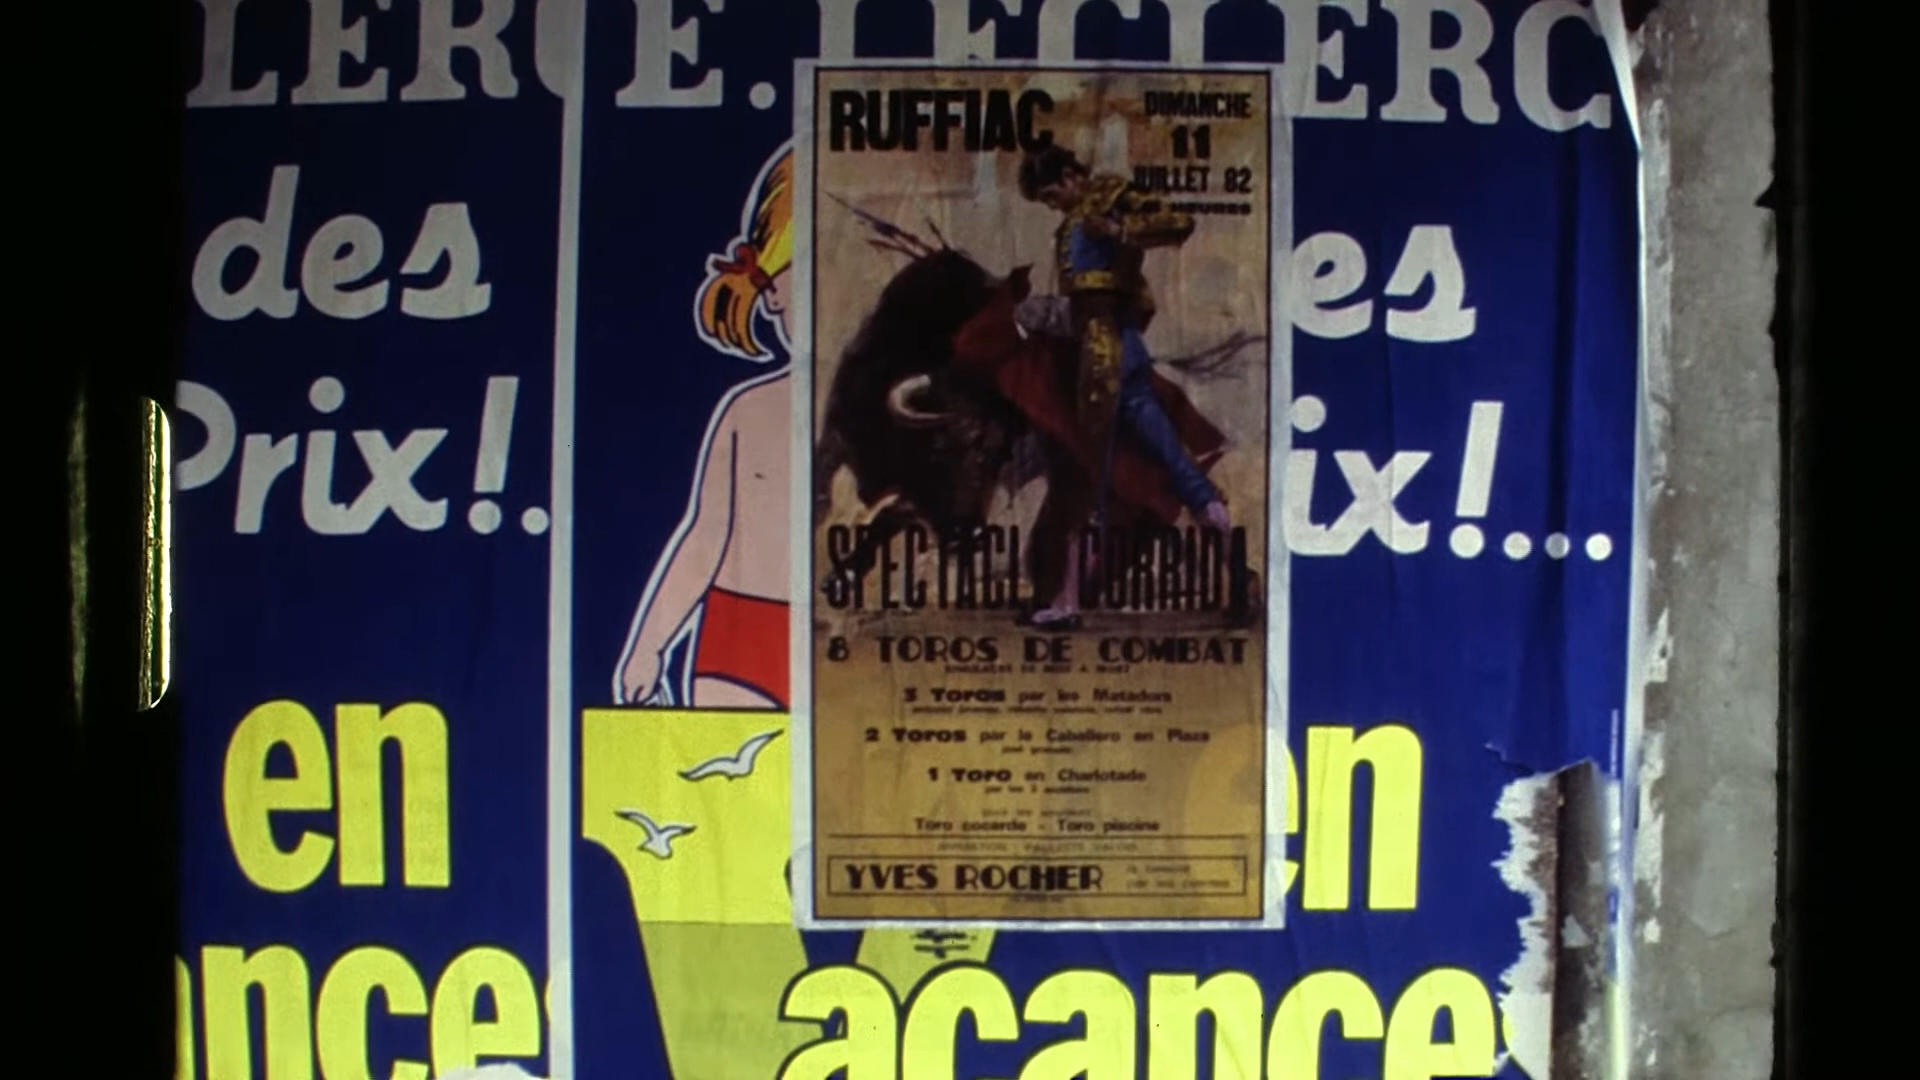 LERC
des
Prix!.
en
ance
E. LECLERC
es
ix!...
en
Vacance
RUFFIAC
DIMANCHE
11
JUILLET 82
SPECTACLE CORRIDA
8 TOROS DE COMBAT
3 TOROS par les Matadors
2 TOROS par le Caballero en Plaza
1 TORO en Charlotade
Toro cocarde - Toro piscine
YVES ROCHER